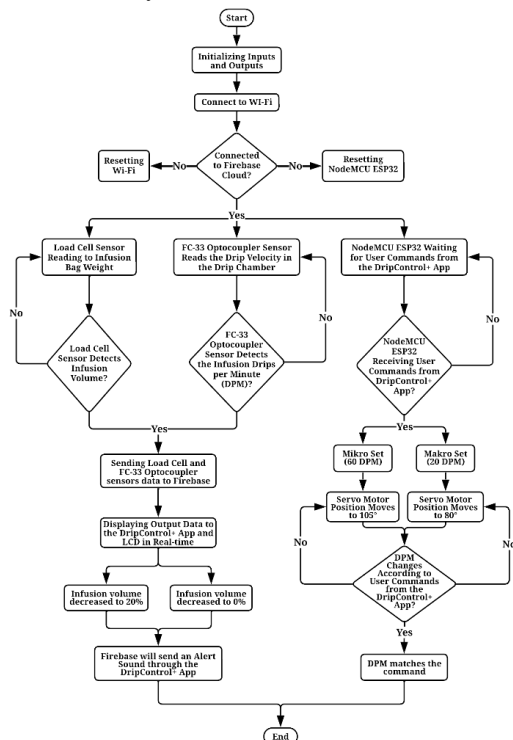 Start
Initializing Inputs
and Outputs
Connect to WI-Fi
Connected
to Firebase
Cloud?
No
Resetting
Wi-Fi
No
Resetting
NodeMCU ESP32
Yes
Load Cell Sensor
Reading to Infusion
Bag Weight
FC-33 Optocoupler Sensor
Reads the Drip Velocity in
the Drip Chamber
NodeMCU ESP32 Waiting
for User Commands from
the DripControl+ App
No
Load Cell
Sensor Detects
Infusion
Volume?
FC-33
Optocoupler
Sensor Detects
the Infusion Drips
per Minute
(DPM)?
No
NodeMCU
ESP32
Receiving User
Commands from
DripControl+
App?
No
Yes
Yes
Sending Load Cell and
FC-33 Optocoupler
sensors data to Firebase
Mikro Set
(60 DPM)
Makro Set
(20 DPM)
Displaying Output Data to
the DripControl+ App and
LCD in Real-time
Servo Motor
Position Moves
to 105°
Servo Motor
Position Moves
to 80°
No
No
Infusion volume
decreased to 20%
Infusion volume
decreased to 0%
DPM
Changes
According to
User Commands
from the
DripControl+
App?
Yes
Firebase will send an Alert
Sound through the
DripControl+ App
DPM matches the
command
End